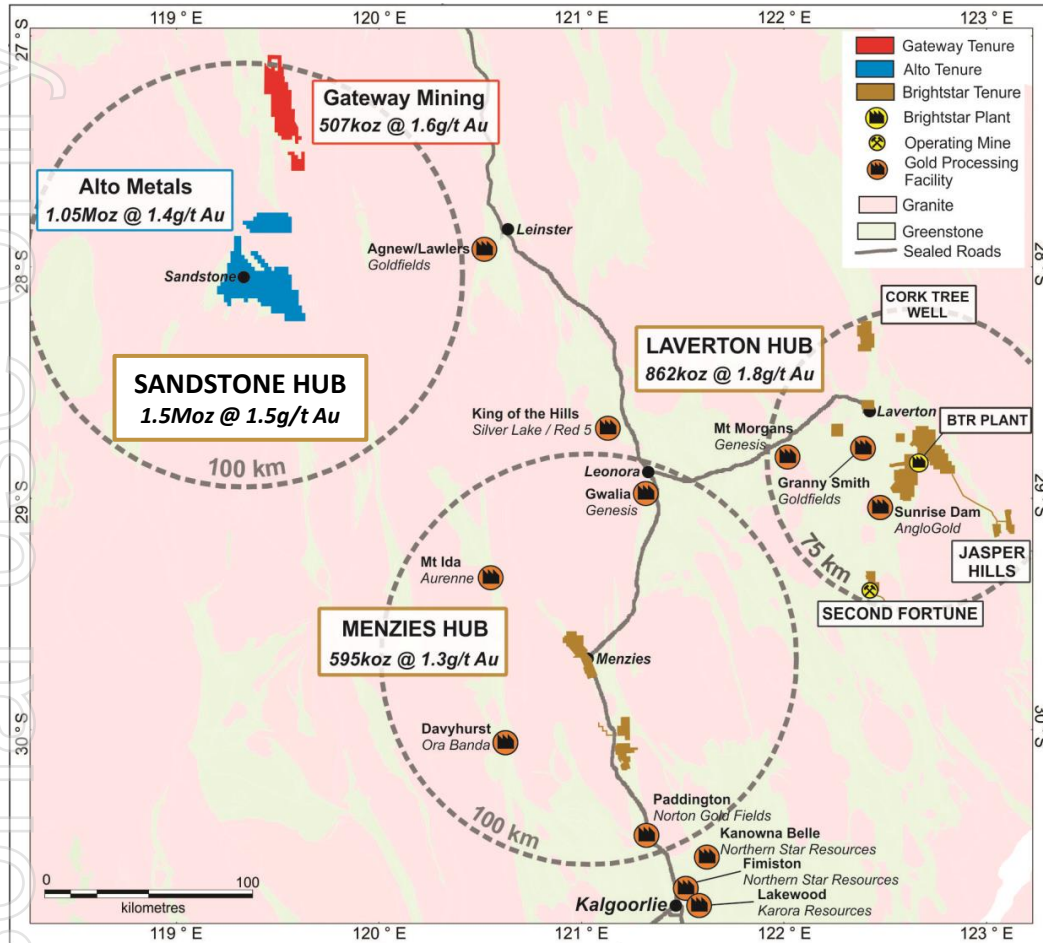 119 ° E
120 ° E
121 ° E
122 ° E
123 ° E
27° S
28° S
29° S
30° S
28° S
29° S
30° S
Gateway Tenure
Alto Tenure
Brightstar Tenure
Brightstar Plant
Operating Mine
Gold Processing
Facility
Granite
Greenstone
Sealed Roads
Gateway Mining
507koz @ 1.6g/t Au
Alto Metals
1.05Moz @ 1.4g/t Au
Leinster
Agnew/Lawlers
Goldfields
Sandstone
SANDSTONE HUB
1.5Moz @ 1.5g/t Au
100 km
CORK TREE
WELL
LAVERTON HUB
862koz @ 1.8g/t Au
Laverton
King of the Hills
Silver Lake / Red 5
Mt Morgans
Genesis
BTR PLANT
Leonora
Granny Smith
Goldfields
Gwalia
Genesis
Sunrise Dam
AngloGold
75 km
JASPER
HILLS
Mt Ida
Aurenne
SECOND FORTUNE
MENZIES HUB
595koz @ 1.3g/t Au
Menzies
Davyhurst
Ora Banda
100 km
Paddington
Norton Gold Fields
Kanowna Belle
Northern Star Resources
Fimiston
Northern Star Resources
Kalgoorlie
Lakewood
Karora Resources
0
100
kilometres
119 ° E
120 ° E
121 ° E
122 ° E
123 ° E